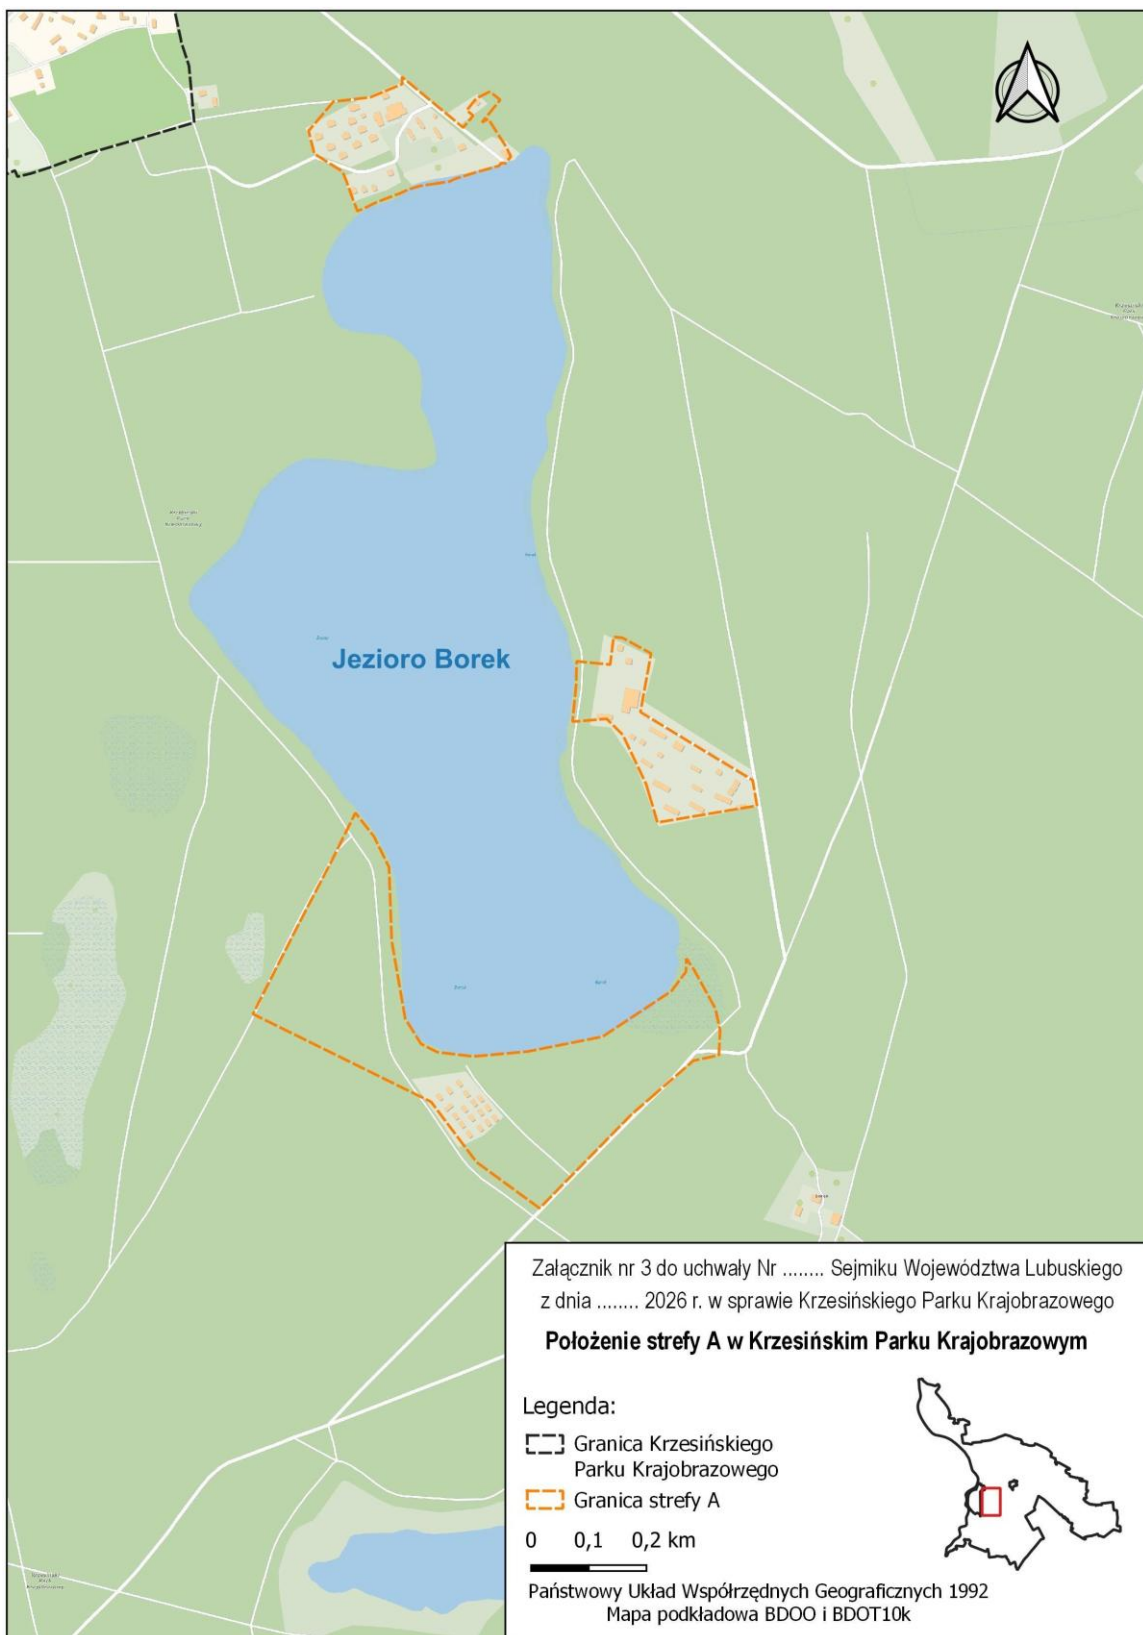 Jezioro Borek
Załącznik nr 3 do uchwały Nr ........ Sejmiku Województwa Lubuskiego
z dnia ........ 2026 r. w sprawie Krzesińskiego Parku Krajobrazowego
Położenie strefy A w Krzesińskim Parku Krajobrazowym
Legenda:
Granica Krzesińskiego
Parku Krajobrazowego
Granica strefy A
0 0,1 0,2 km
Państwowy Układ Współrzędnych Geograficznych 1992
Mapa podkładowa BDOO i BDOT10k